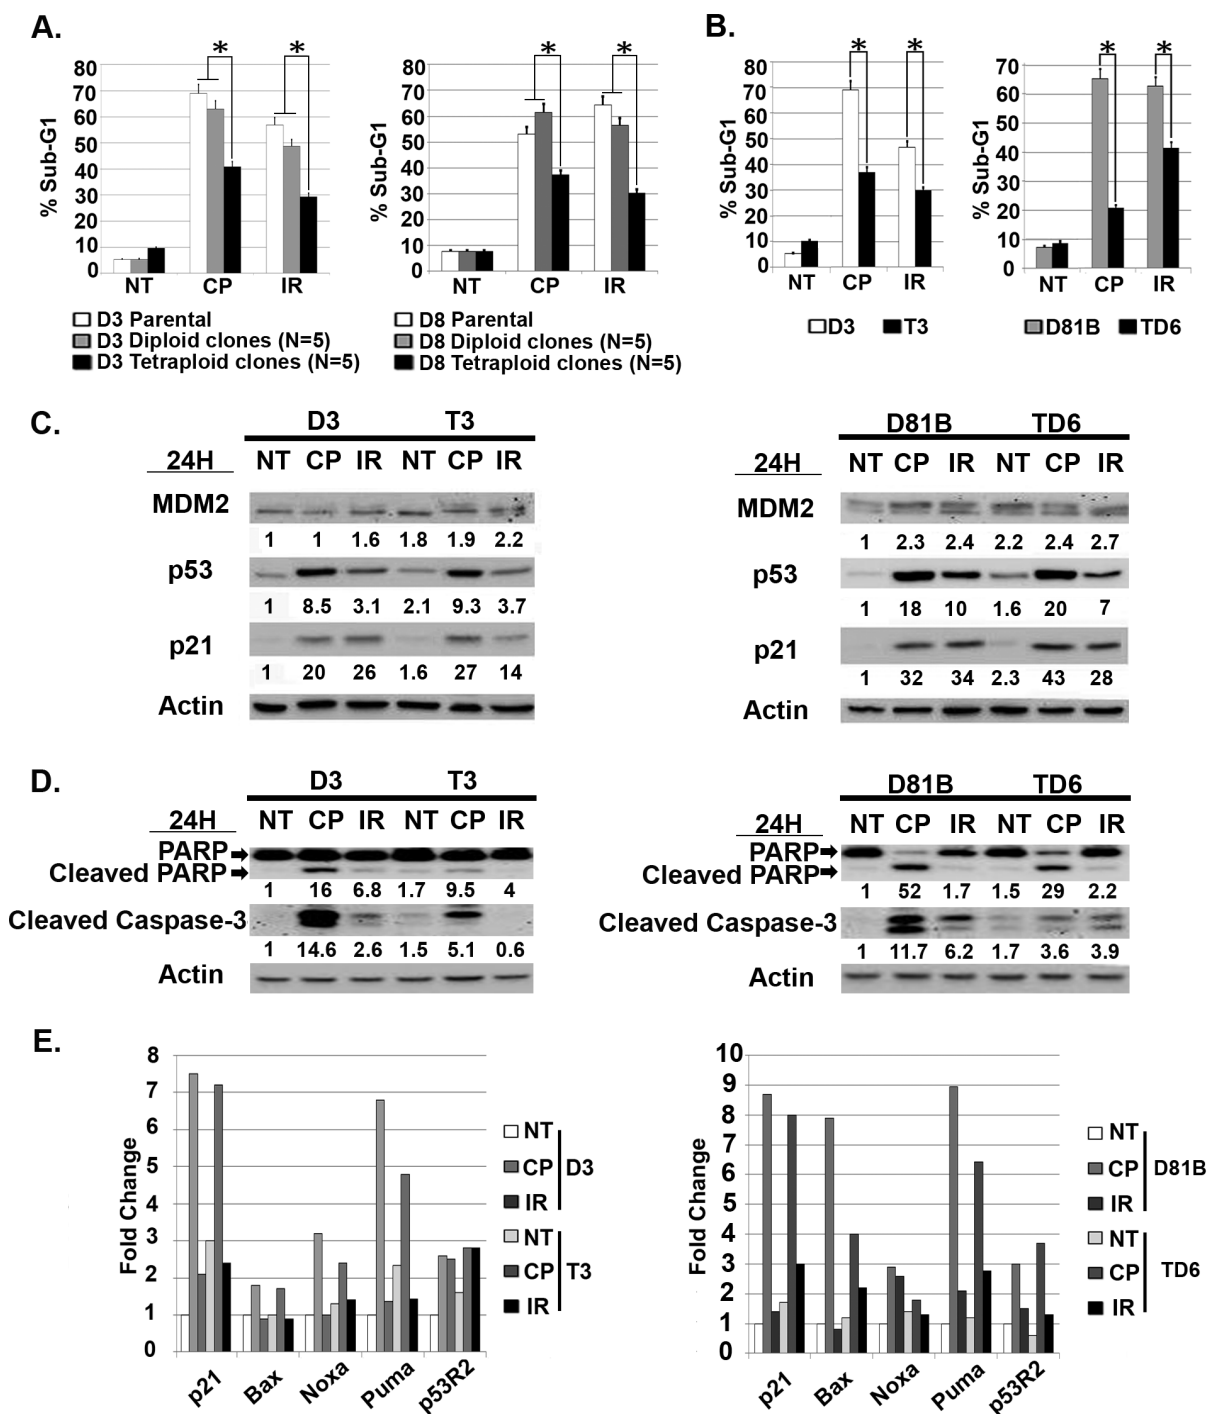 A.
B.
* *
* *
* *
* *
80
70
60
50
40
30
20
10
0
% Sub-G1
NT CP IR
80
70
60
50
40
30
20
10
0
% Sub-G1
NT CP IR
80
70
60
50
40
30
20
10
0
% Sub-G1
NT CP IR
70
60
50
40
30
20
10
0
% Sub-G1
NT CP IR
D3 Parental
D3 Diploid clones (N=5)
D3 Tetraploid clones (N=5)
D8 Parental
D8 Diploid clones (N=5)
D8 Tetraploid clones (N=5)
D3 T3
D81B TD6
C.
D3 T3
24H NT CP IR NT CP IR
MDM2
1 1 1.6 1.8 1.9 2.2
p53
1 8.5 3.1 2.1 9.3 3.7
p21
1 20 26 1.6 27 14
Actin
D81B TD6
24H NT CP IR NT CP IR
MDM2
1 2.3 2.4 2.2 2.4 2.7
p53
1 18 10 1.6 20 7
p21
1 32 34 2.3 43 28
Actin
D.
D3 T3
24H NT CP IR NT CP IR
PARP
Cleaved PARP
1 16 6.8 1.7 9.5 4
Cleaved Caspase-3
1 14.6 2.6 1.5 5.1 0.6
Actin
D81B TD6
24H NT CP IR NT CP IR
PARP
Cleaved PARP
1 52 1.7 1.5 29 2.2
Cleaved Caspase-3
1 11.7 6.2 1.7 3.6 3.9
Actin
E.
8
7
6
5
4
3
2
1
0
Fold Change
p21 Bax Noxa Puma p53R2
NT
CP D3
IR
NT
CP T3
IR
10
9
8
7
6
5
4
3
2
1
0
Fold Change
p21 Bax Noxa Puma p53R2
NT
CP D81B
IR
NT
CP TD6
IR